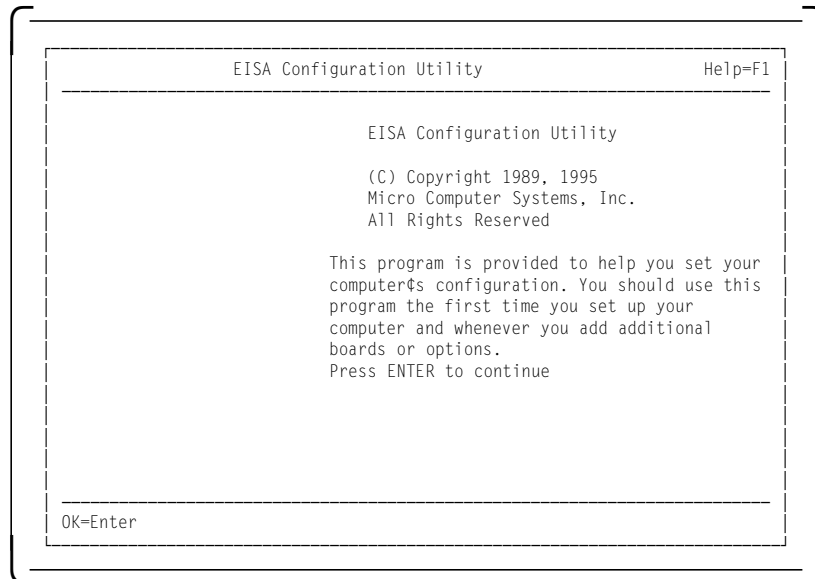 EISA Configuration Utility Help=F1
EISA Configuration Utility
(C) Copyright 1989, 1995
Micro Computer Systems, Inc.
All Rights Reserved
This program is provided to help you set your
computer¢s configuration. You should use this
program the first time you set up your
computer and whenever you add additional
boards or options.
Press ENTER to continue
OK=Enter